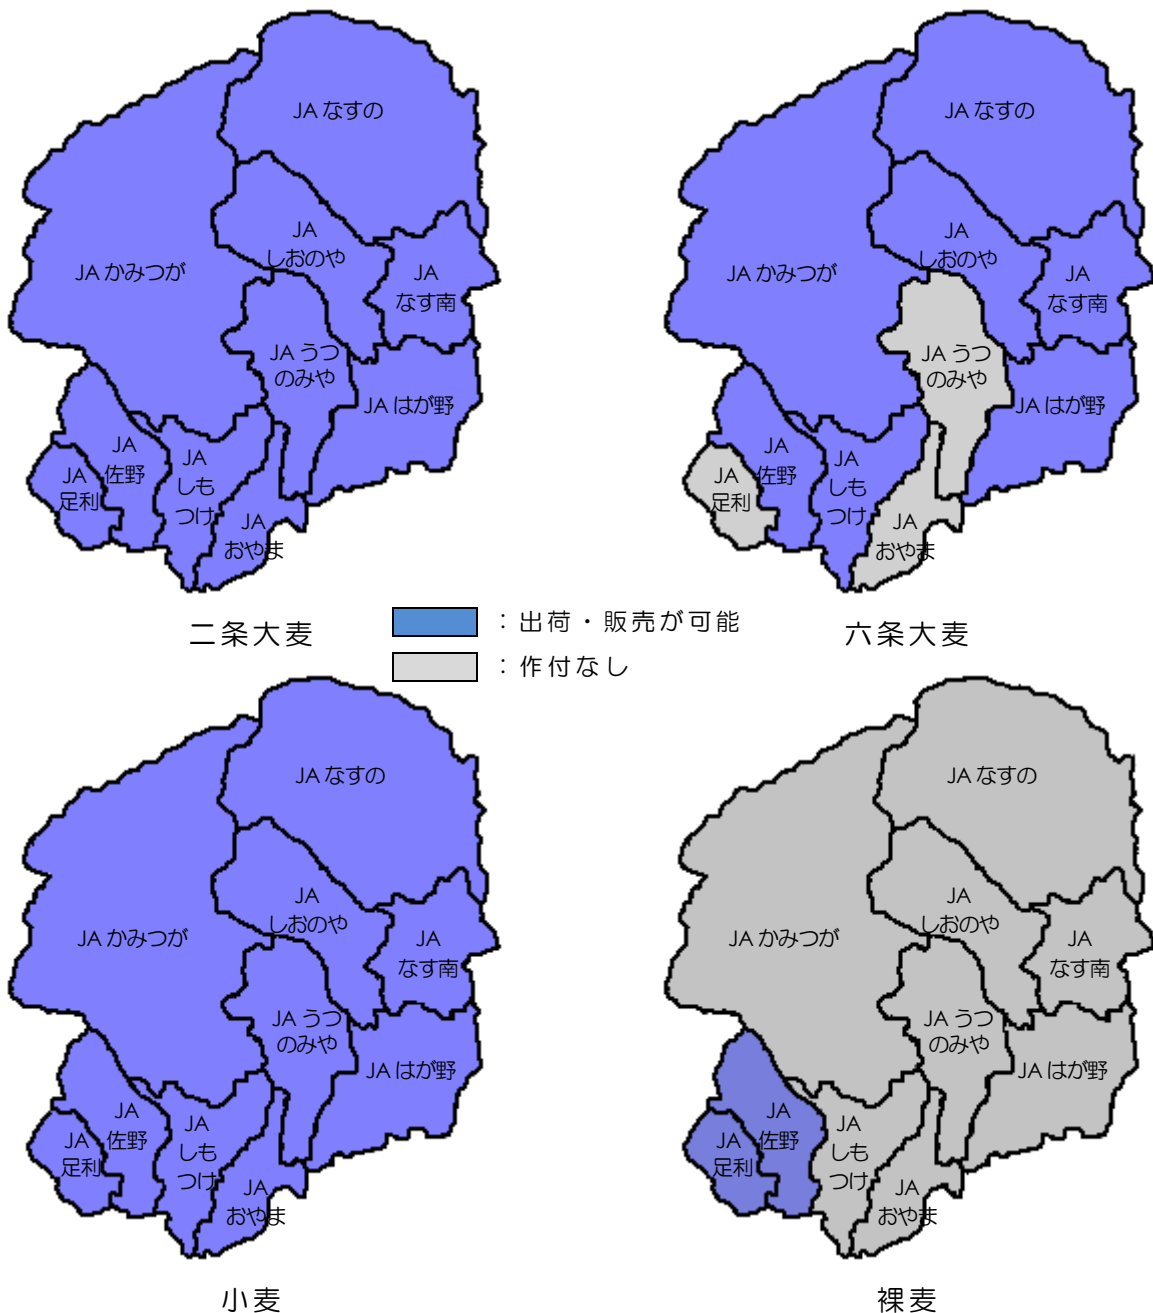 JA なすの
JA
しおのや
JA かみつが
JA
なす南
JA うつ
のみや
JA はが野
JA
佐野
JA
しも
つけ
JA
足利
JA
おやま
二条大麦
JA なすの
JA
しおのや
JA かみつが
JA
なす南
JA うつ
のみや
JA はが野
JA
佐野
JA
しも
つけ
JA
足利
JA
おやま
六条大麦
：出荷・販売が可能
：作付なし
JA なすの
JA
しおのや
JA かみつが
JA
なす南
JA うつ
のみや
JA はが野
JA
佐野
JA
しも
つけ
JA
足利
JA
おやま
小麦
JA なすの
JA
しおのや
JA かみつが
JA
なす南
JA うつ
のみや
JA はが野
JA
佐野
JA
しも
つけ
JA
足利
JA
おやま
裸麦